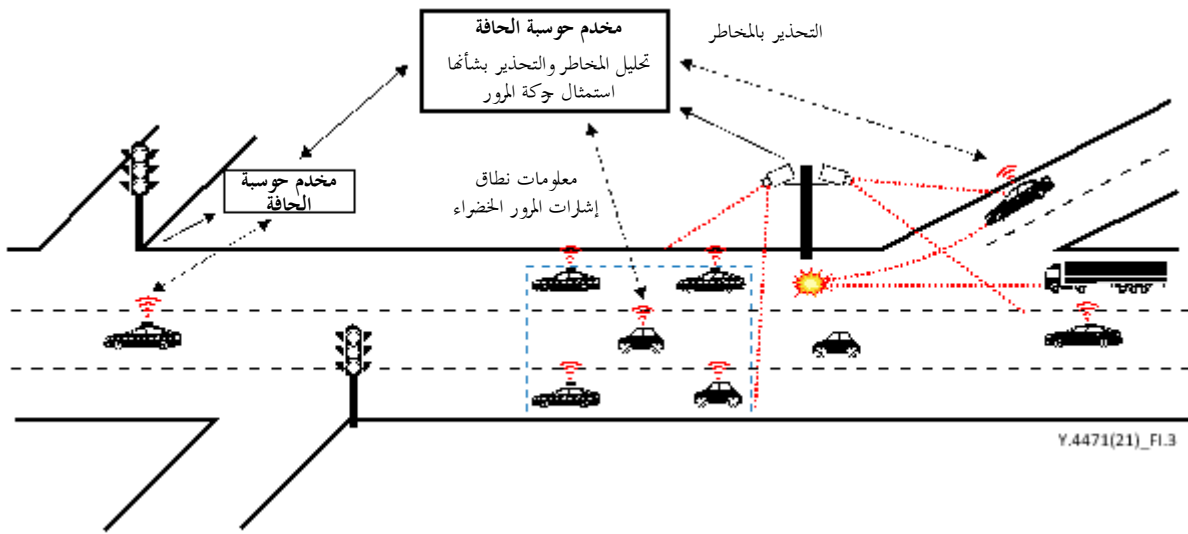 مخدم حوسبة الحافة
تحليل المخاطر والتحذير بشأنها
استمثال حركة المرور
التحذير بالمخاطر
مخدم حوسبة
الحافة
معلومات نطاق
إشارات المرور الخضراء
Y.4471(21)_FI.3